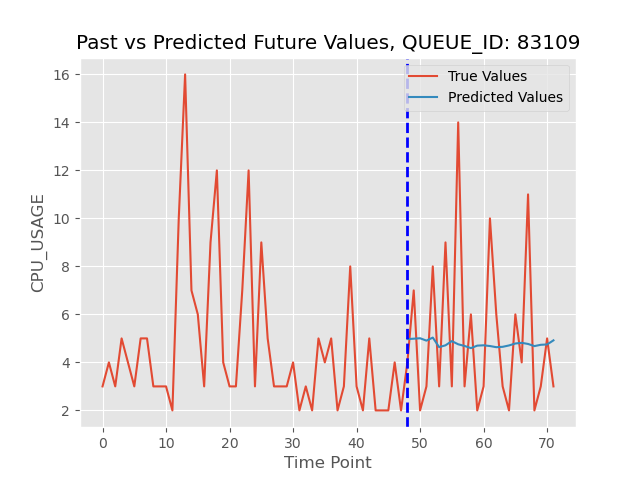 Past vs Predicted Future Values, QUEUE_ID: 83109
True Values
Predicted Values
CPU_USAGE
16
14
12
10
8
6
4
2
0 10 20 30 40 50 60 70
Time Point